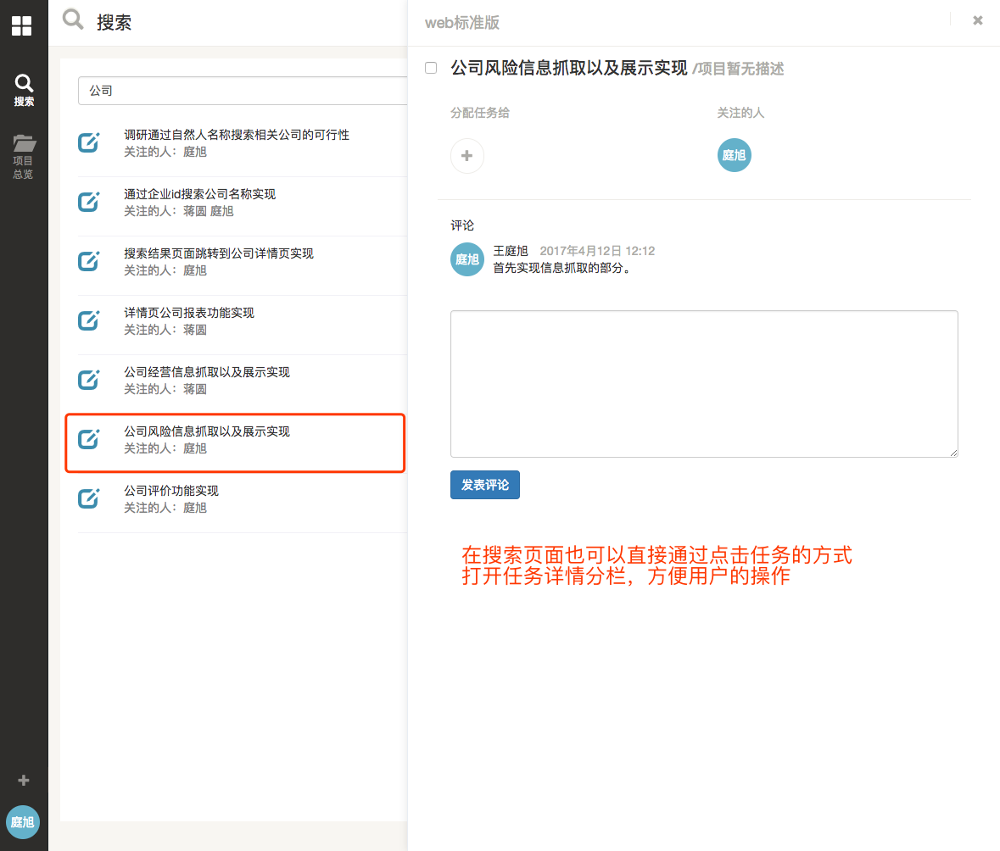 搜索
项目
总览
庭旭
搜索
公司
调研通过自然人名称搜索相关公司的可行性
关注的人：庭旭
通过企业id搜索公司名称实现
关注的人：蒋圆 庭旭
搜索结果页面跳转到公司详情页实现
关注的人：庭旭
详情页公司报表功能实现
关注的人：蒋圆
公司经营信息抓取以及展示实现
关注的人：蒋圆
公司风险信息抓取以及展示实现
关注的人：庭旭
公司评价功能实现
关注的人：庭旭
web标准版
公司风险信息抓取以及展示实现 /项目暂无描述
分配任务给 关注的人
庭旭
评论
庭旭
王庭旭 2017年4月12日 12:12
首先实现信息抓取的部分。
发表评论
在搜索页面也可以直接通过点击任务的方式
打开任务详情分栏，方便用户的操作